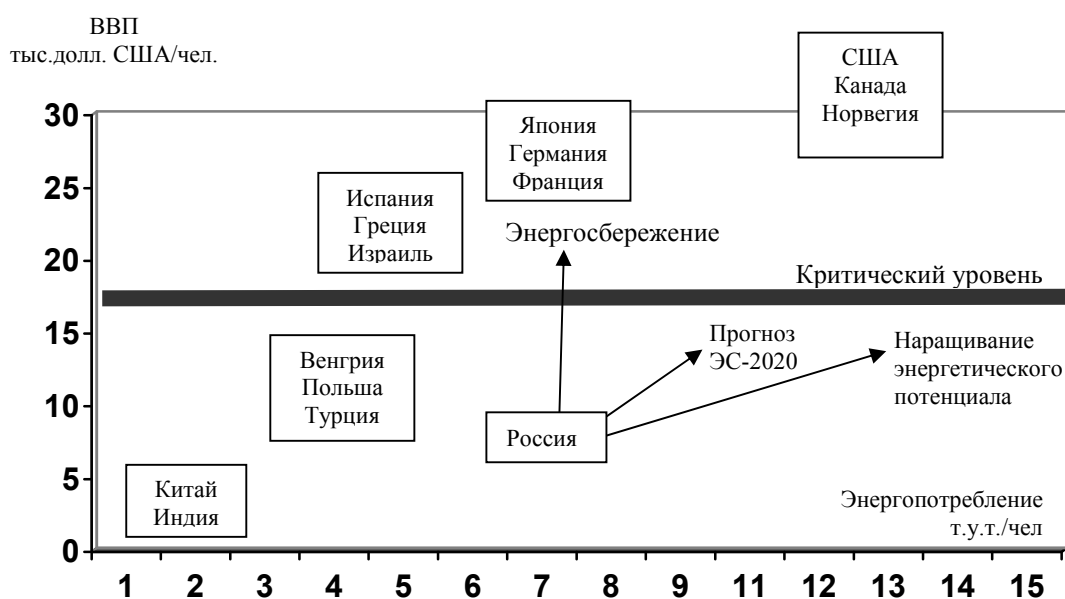 ВВП
тыс.долл. США/чел.
США
Канада
Норвегия
30
Япония
Германия
Франция
25
Испания
Греция
Израиль
Энергосбережение
20
Критический уровень
15
Прогноз
ЭС-2020
Наращивание
энергетического
потенциала
Венгрия
Польша
Турция
10
Россия
5
Китай
Индия
Энергопотребление
т.у.т./чел
0
1 2 3 4 5 6 7 8 9 11 12 13 14 15